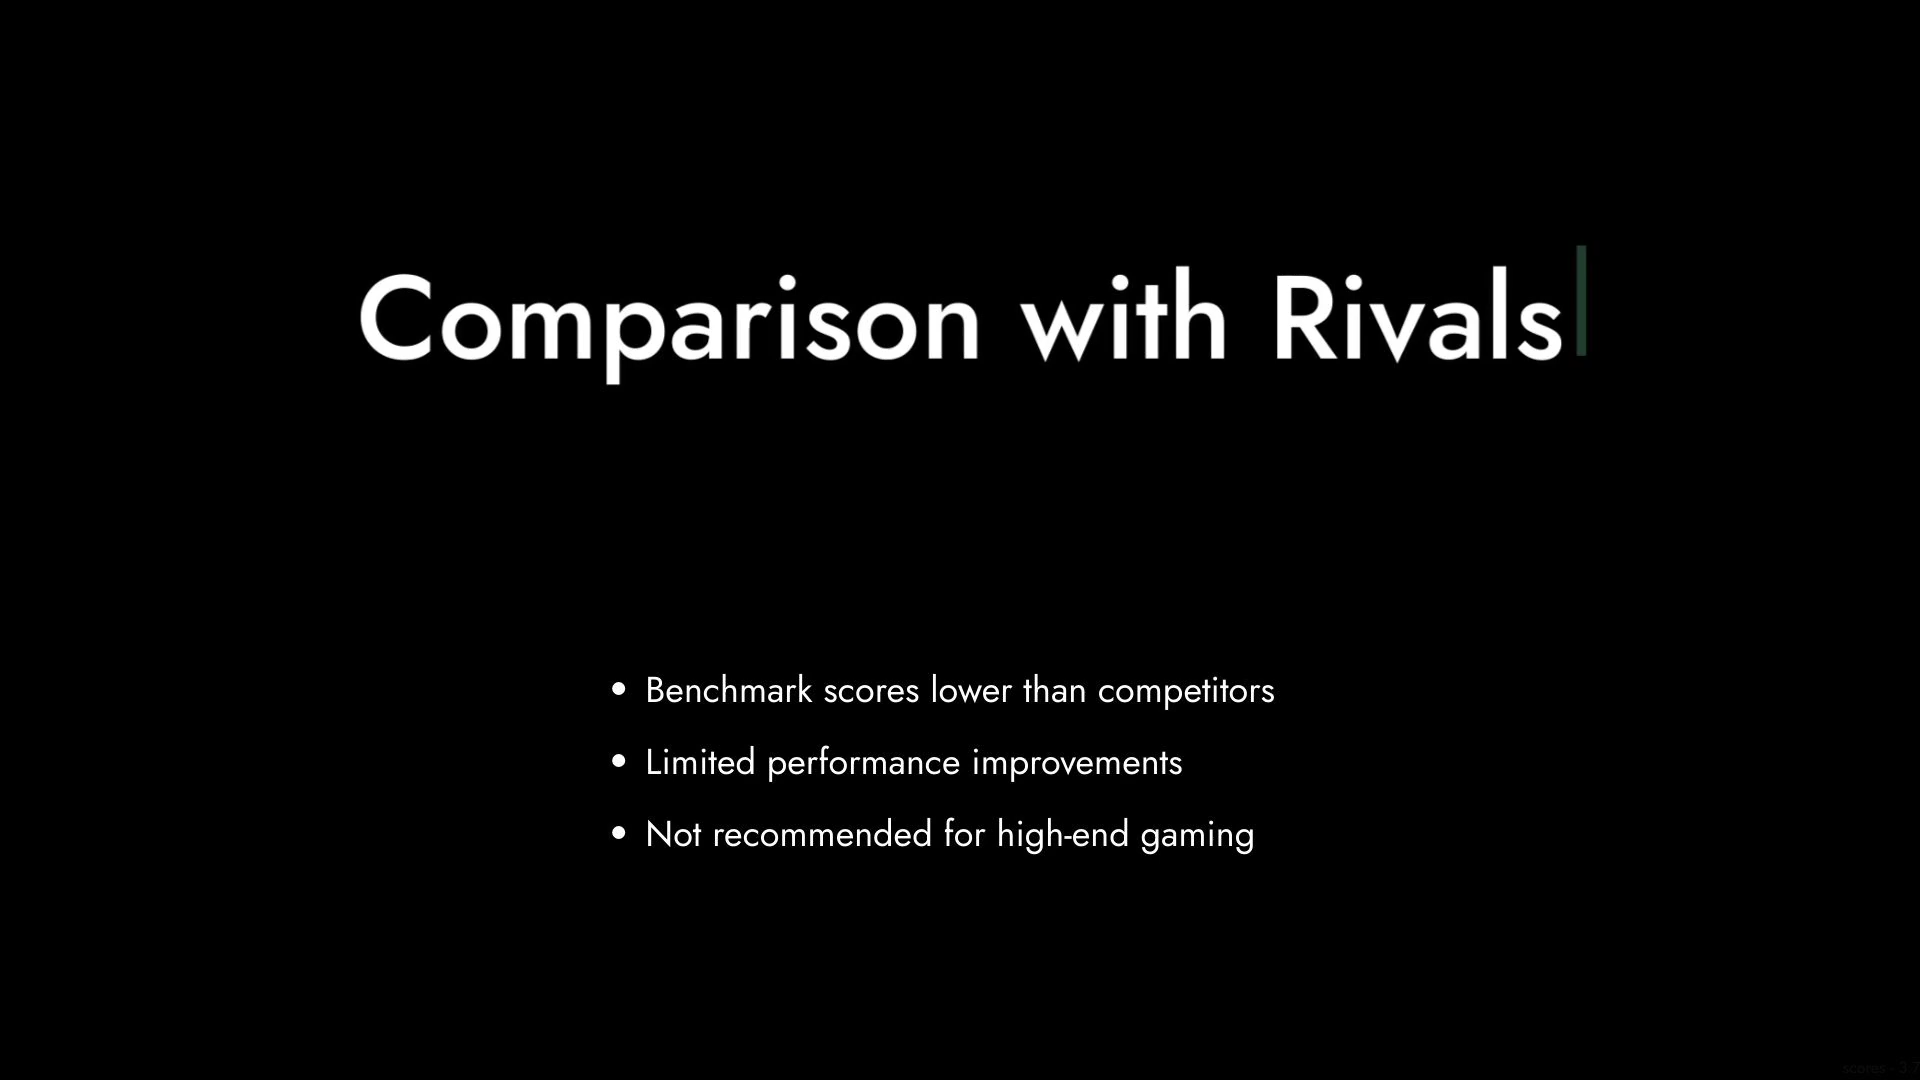 Comparison with Rivals
• Benchmark scores lower than competitors
• Limited performance improvements
• Not recommended for high-end gaming